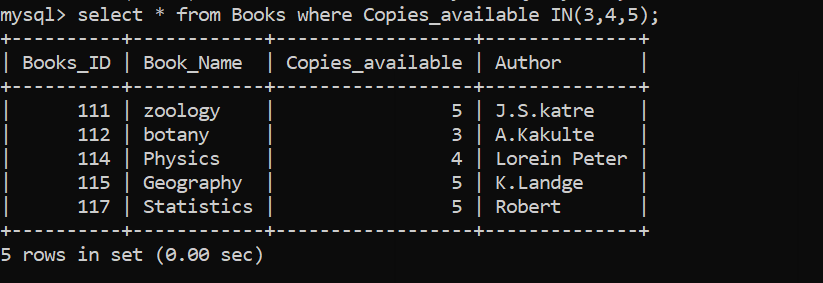 mysql> select * from Books where Copies_available IN(3,4,5);
+----------+------------+------------------+--------------+
| Books_ID | Book_Name  | Copies_available | Author       |
+----------+------------+------------------+--------------+
|      111 | zoology    |                5 | J.S.katre    |
|      112 | botany     |                3 | A.Kakulte    |
|      114 | Physics    |                4 | Lorein Peter |
|      115 | Geography  |                5 | K.Landge     |
|      117 | Statistics |                5 | Robert       |
+----------+------------+------------------+--------------+
5 rows in set (0.00 sec)